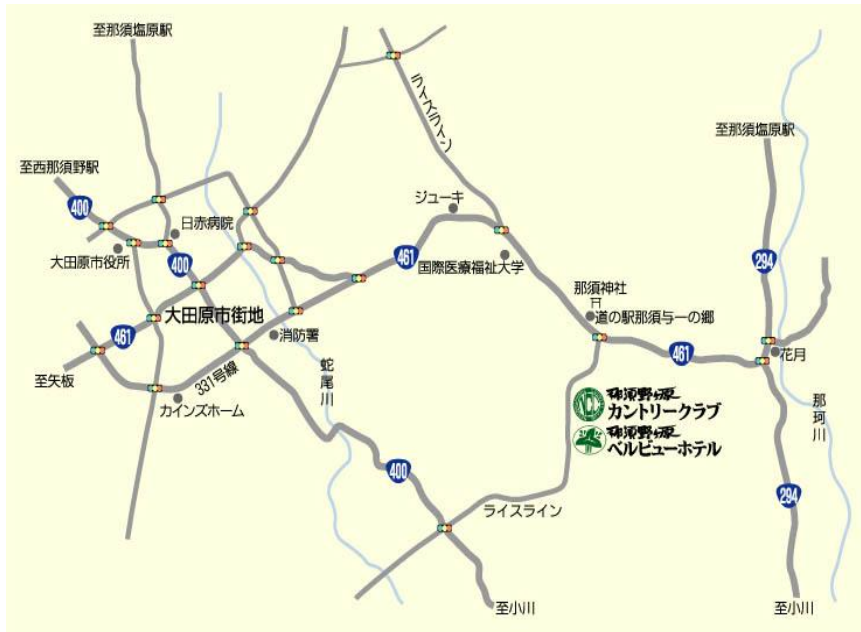 至那須塩原駅
ライスライン
至那須塩原駅
至西那須野駅
400
日赤病院
ジューキ
大田原市役所
400
461
国際医療福祉大学
294
那須神社
道の駅那須与一の郷
大田原市街地
461
消防署
461
花月
至矢板
331号線
カインズホーム
蛇尾川
那須野ヶ原
カントリークラブ
那須野ヶ原
ベルビューホテル
那珂川
400
294
ライスライン
至小川
至小川